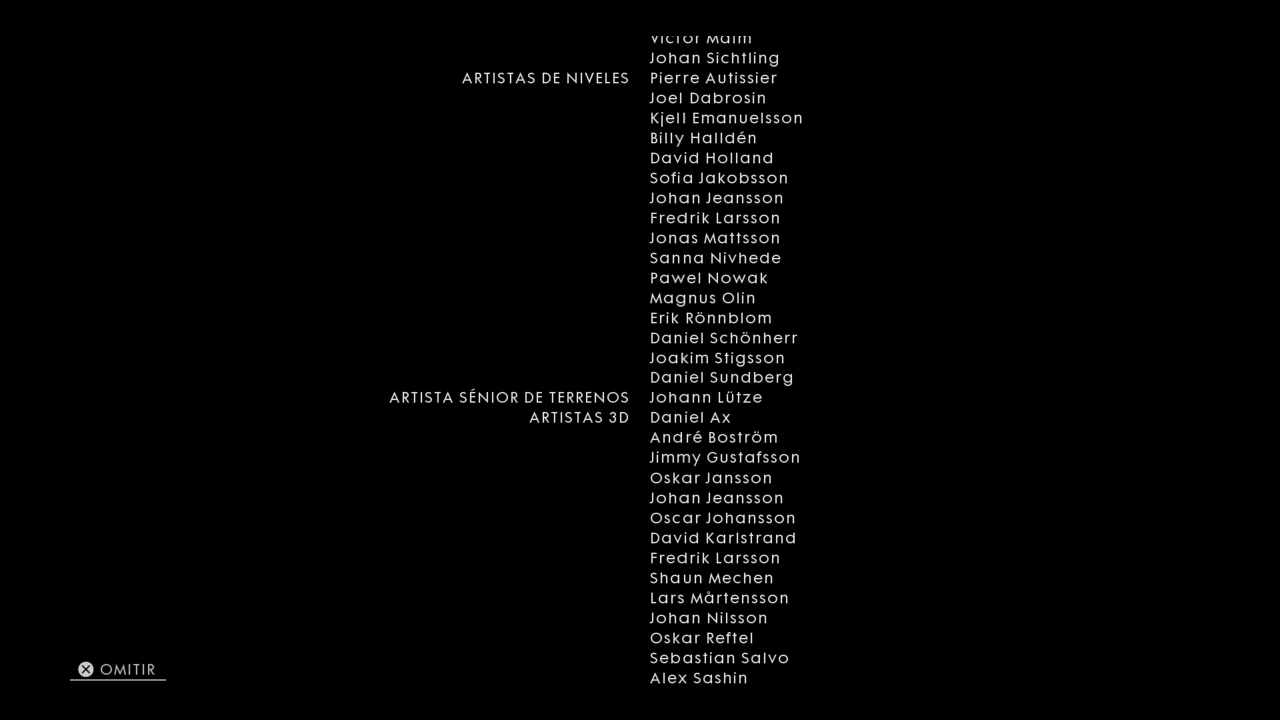 Johan Sichtling
ARTISTAS DE NIVELES Pierre Autissier
Joel Dabrosin
Kjell Emanuelsson
Billy Halldén
David Holland
Sofia Jakobsson
Johan Jeansson
Fredrik Larsson
Jonas Mattsson
Sanna Nivhede
Pawel Nowak
Magnus Olin
Erik Rönnblom
Daniel Schönherr
Joakim Stigsson
Daniel Sundberg
ARTISTA SÉNIOR DE TERRENOS Johann Lütze
ARTISTAS 3D Daniel Ax
André Boström
Jimmy Gustafsson
Oskar Jansson
Johan Jeansson
Oscar Johansson
David Karlstrand
Fredrik Larsson
Shaun Mechen
Lars Mårtensson
Johan Nilsson
Oskar Reftel
Sebastian Salvo
Alex Sashin
OMITIR